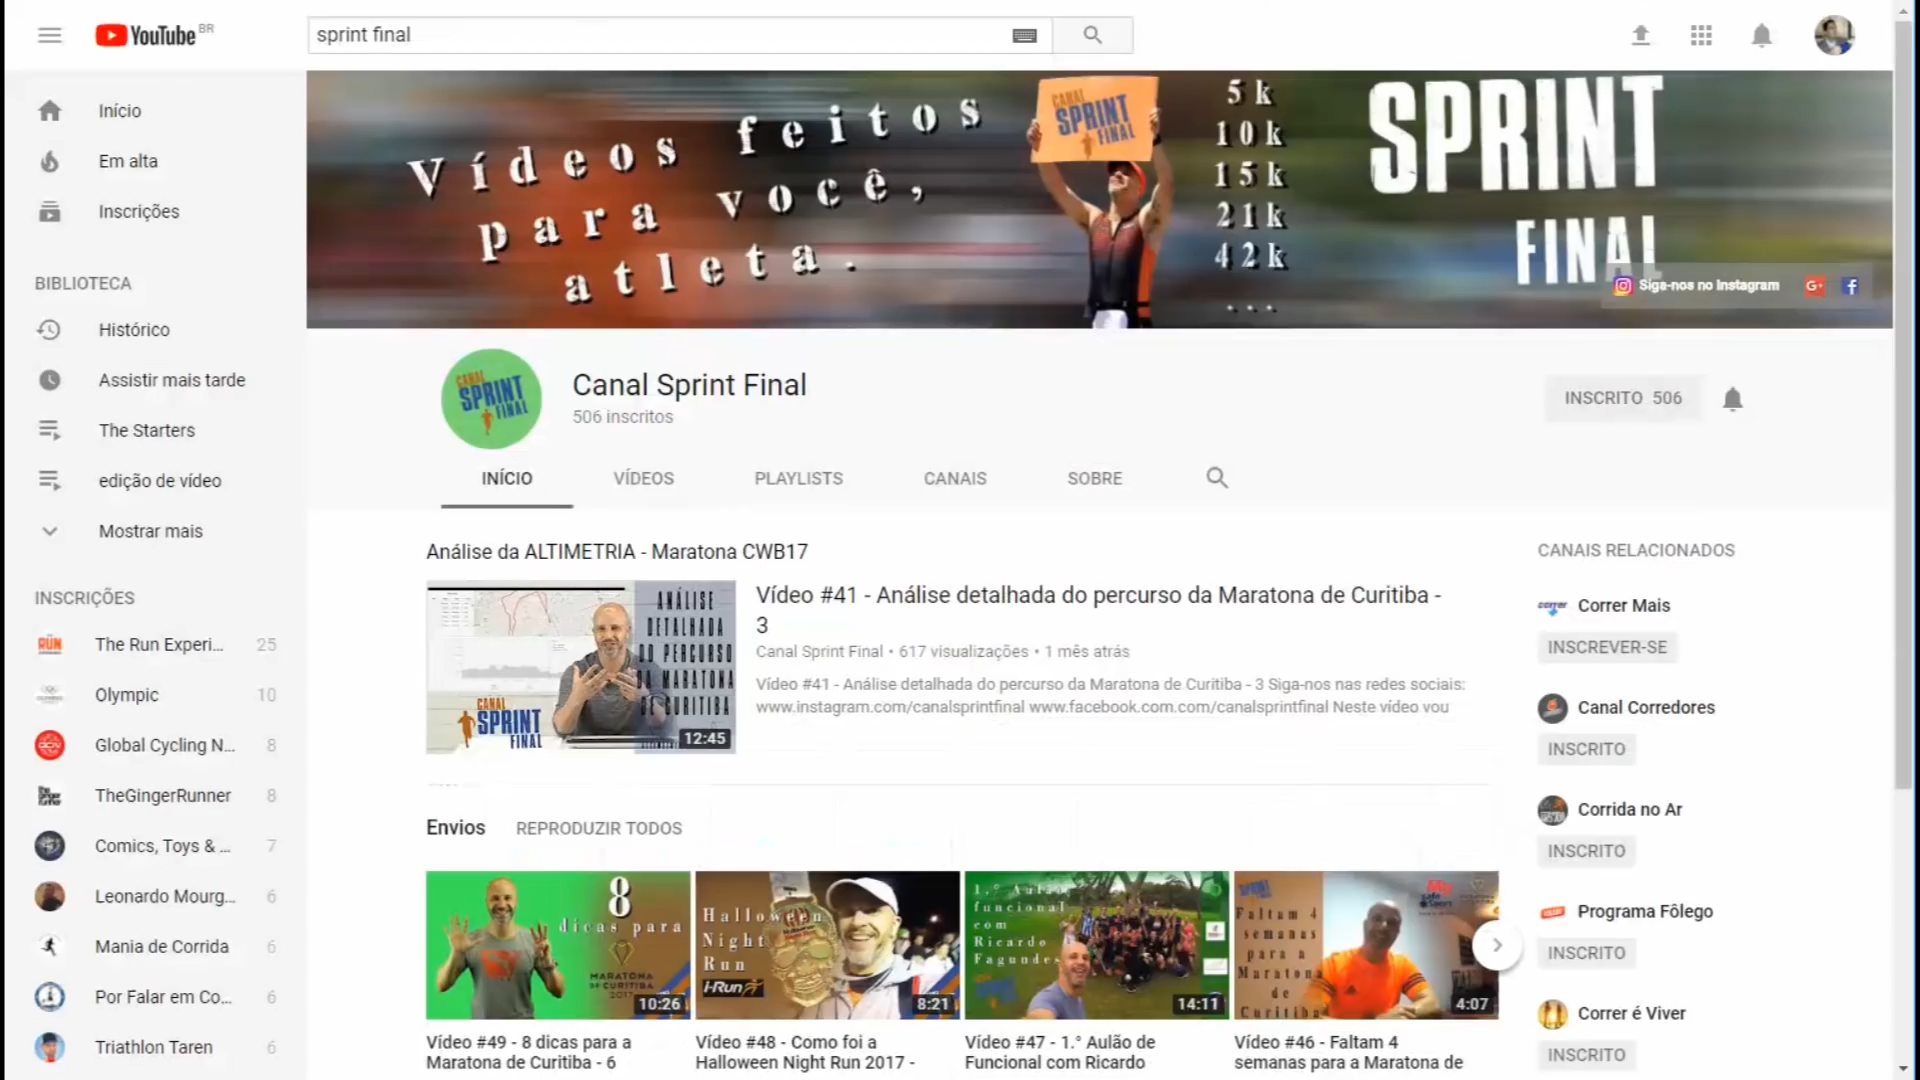 YouTube BR
sprint final
Início
Em alta
Inscrições
BIBLIOTECA
Histórico
Assistir mais tarde
The Starters
edição de vídeo
Mostrar mais
INSCRIÇÕES
The Run Experi... 25
Olympic 10
Global Cycling N... 8
TheGingerRunner 8
Comics, Toys & ... 7
Leonardo Mourg... 6
Mania de Corrida 6
Por Falar em Co... 6
Triathlon Taren 6
Vídeos feitos
para você,
atleta.
CANAL
SPRINT
FINAL
5k
10k
15k
21k
42k
...
SPRINT
FINAL
Siga-nos no Instagram
CANAL
SPRINT
FINAL
Canal Sprint Final
506 inscritos
INSCRITO 506
INÍCIO VÍDEOS PLAYLISTS CANAIS SOBRE
Análise da ALTIMETRIA - Maratona CWB17
ANÁLISE
DETALHADA
DO PERCURSO
DA MARATONA
DE CURITIBA
CANAL
SPRINT
FINAL
12:45
Vídeo #41 - Análise detalhada do percurso da Maratona de Curitiba -
3
Canal Sprint Final • 617 visualizações • 1 mês atrás
Vídeo #41 - Análise detalhada do percurso da Maratona de Curitiba - 3 Siga-nos nas redes sociais:
www.instagram.com/canalsprintfinal www.facebook.com.com/canalsprintfinal Neste vídeo vou
Envios REPRODUZIR TODOS
8
dicas para
MARATONA
DE CURITIBA
2017
10:26
Vídeo #49 - 8 dicas para a
Maratona de Curitiba - 6
Halloween
Night
Run
i-Run
8:21
Vídeo #48 - Como foi a
Halloween Night Run 2017 -
1.º Aulão
funcional
com
Ricardo
Fagundes
14:11
Vídeo #47 - 1.º Aulão de
Funcional com Ricardo
Faltam 4
semanas
para a
Maratona
de
Curitiba
4:07
Vídeo #46 - Faltam 4
semanas para a Maratona de
CANAIS RELACIONADOS
Correr Mais
INSCREVER-SE
Canal Corredores
INSCRITO
Corrida no Ar
INSCRITO
Programa Fôlego
INSCRITO
Correr é Viver
INSCRITO